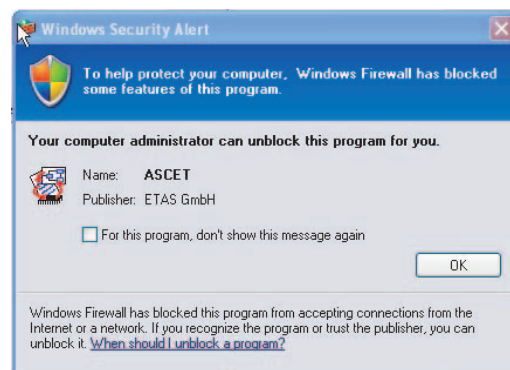 Windows Security Alert
To help protect your computer, Windows Firewall has blocked
some features of this program.
Your computer administrator can unblock this program for you.
Name: ASCET
Publisher: ETAS GmbH
For this program, don't show this message again
OK
Windows Firewall has blocked this program from accepting connections from the
Internet or a network. If you recognize the program or trust the publisher, you can
unblock it. When should I unblock a program?